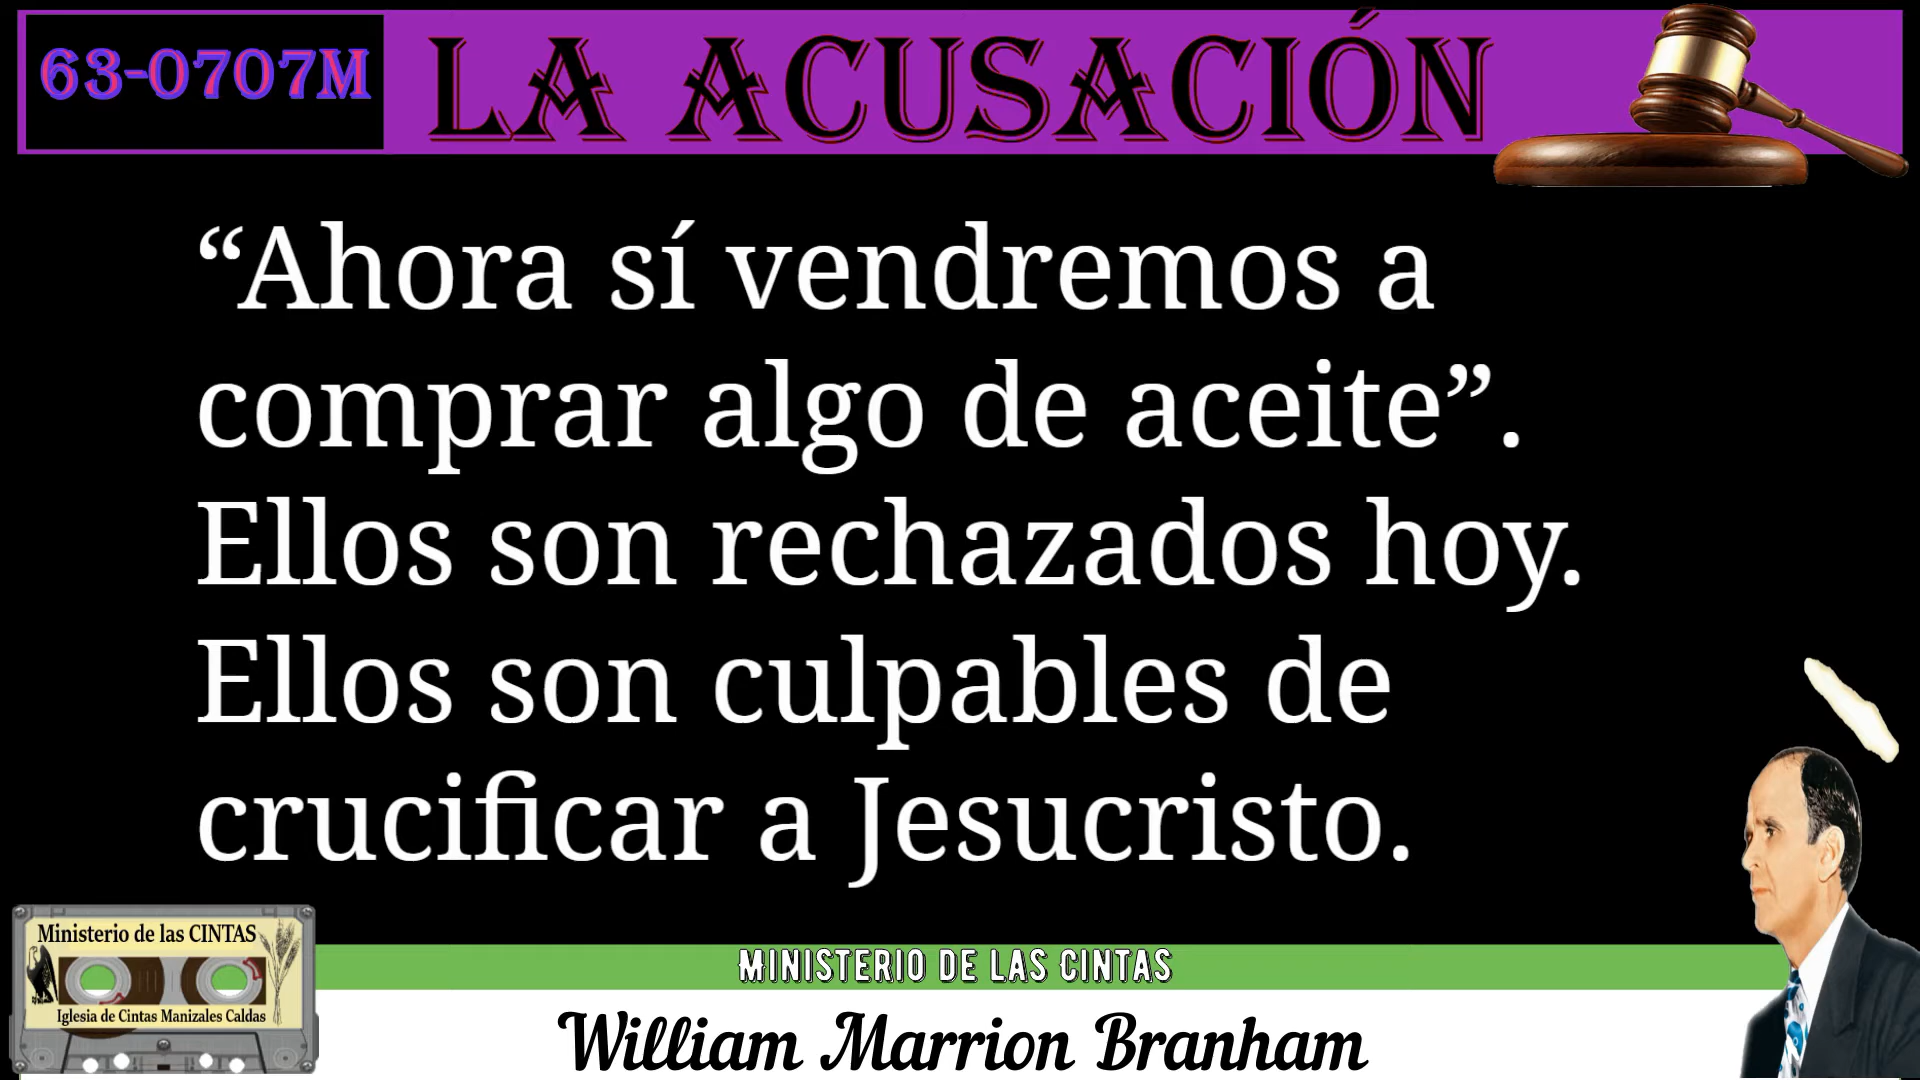 63-0707M
LA ACUSACIÓN
“Ahora sí vendremos a
comprar algo de aceite”.
Ellos son rechazados hoy.
Ellos son culpables de
crucificar a Jesucristo.
Ministerio de las CINTAS
Iglesia de Cintas Manizales Caldas
MINISTERIO DE LAS CINTAS
William Marrion Branham